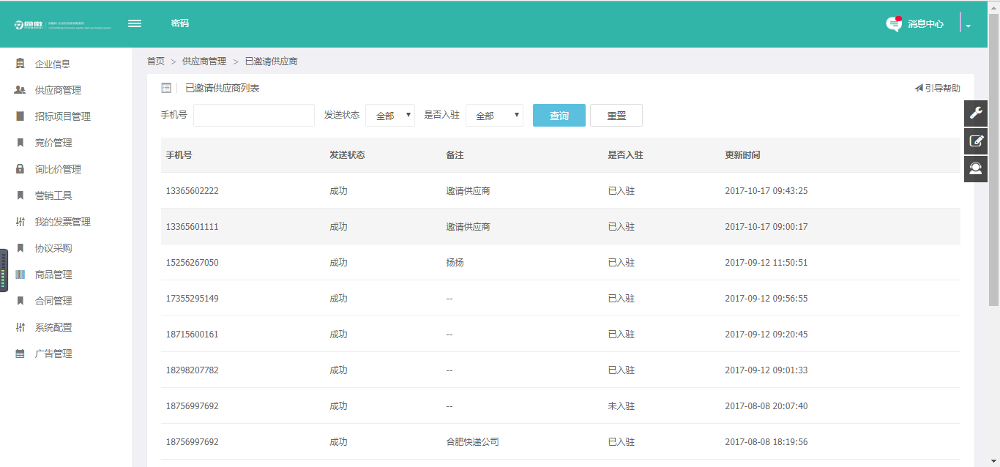 密码
消息中心
企业信息
供应商管理
招标项目管理
竞价管理
询比价管理
营销工具
我的发票管理
协议采购
商品管理
合同管理
系统配置
广告管理
首页 > 供应商管理 > 已邀请供应商
已邀请供应商列表
引导帮助
手机号 发送状态 全部 是否入驻 全部 查询 重置
手机号 发送状态 备注 是否入驻 更新时间
13365602222 成功 邀请供应商 已入驻 2017-10-17 09:43:25
13365601111 成功 邀请供应商 已入驻 2017-10-17 09:00:17
15256267050 成功 扬扬 已入驻 2017-09-12 11:50:51
17355295149 成功 -- 已入驻 2017-09-12 09:56:55
18715600161 成功 -- 已入驻 2017-09-12 09:20:45
18298207782 成功 -- 已入驻 2017-09-12 09:01:33
18756997692 成功 -- 未入驻 2017-08-08 20:07:40
18756997692 成功 合肥快递公司 已入驻 2017-08-08 18:19:56